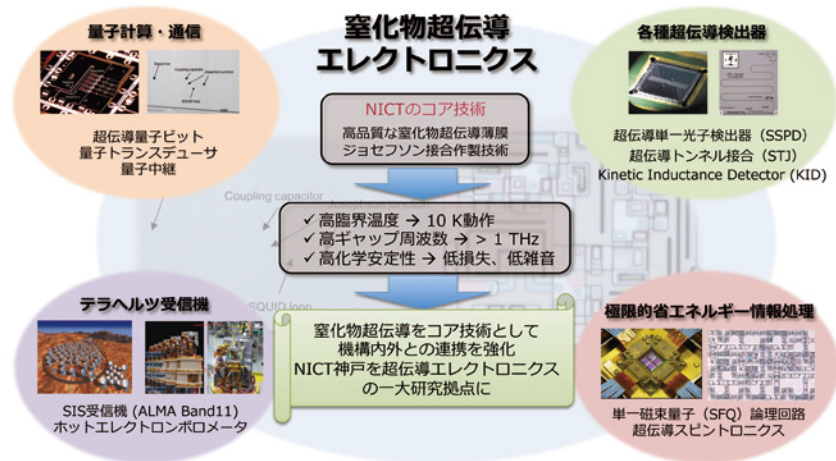 量子計算・通信
Coupling capacitor
SQUID loop
超伝導量子ビット
量子トランスデューサ
量子中継
窒化物超伝導
エレクトロニクス
NICTのコア技術
高品質な窒化物超伝導薄膜
ジョセフソン接合作製技術
各種超伝導検出器
超伝導単一光子検出器（SSPD）
超伝導トンネル接合（STJ）
Kinetic Inductance Detector (KID)
Coupling capacitor
✓ 高臨界温度 → 10 K動作
✓ 高ギャップ周波数 → > 1 THz
✓ 高化学安定性 → 低損失、低雑音
SQUID loop
テラヘルツ受信機
SIS受信機 (ALMA Band11)
ホットエレクトロンボロメータ
窒化物超伝導をコア技術として
機構内外との連携を強化
NICT神戸を超伝導エレクトロニクス
の一大研究拠点に
極限的省エネルギー情報処理
単一磁束量子（SFQ）論理回路
超伝導スピントロニクス